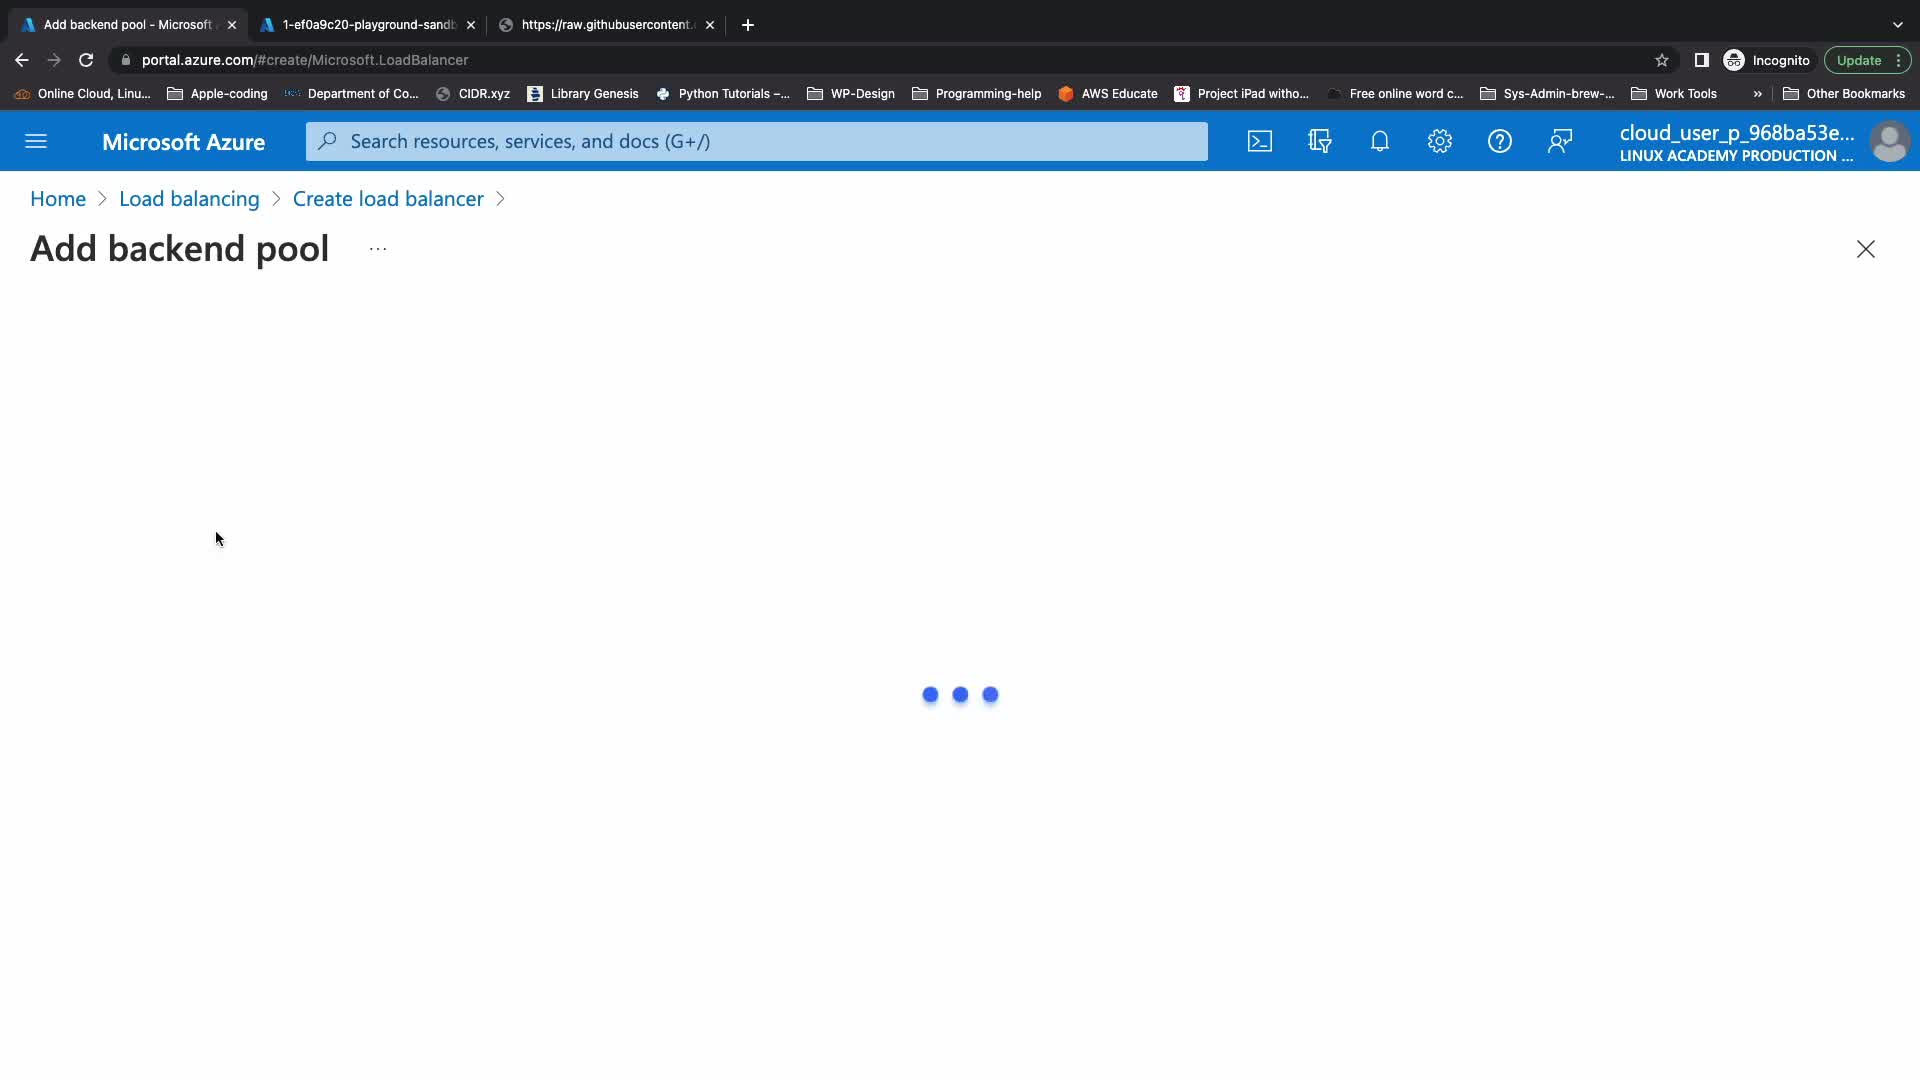 Add backend pool - Microsoft
1-ef0a9c20-playground-sandb
https://raw.githubusercontent.
portal.azure.com/#create/Microsoft.LoadBalancer
Incognito
Update
Online Cloud, Linu...
Apple-coding
Department of Co...
CIDR.xyz
Library Genesis
Python Tutorials –...
WP-Design
Programming-help
AWS Educate
Project iPad witho...
Free online word c...
Sys-Admin-brew-...
Work Tools
»
Other Bookmarks
Microsoft Azure
Search resources, services, and docs (G+/)
cloud_user_p_968ba53e...
LINUX ACADEMY PRODUCTION ...
Home > Load balancing > Create load balancer >
Add backend pool ...